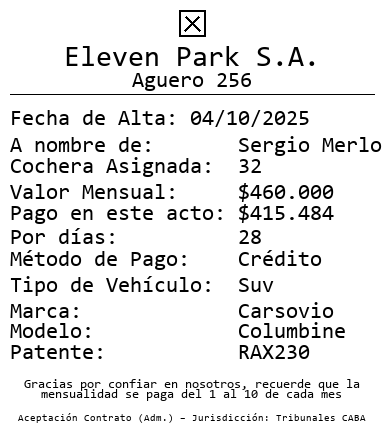 Eleven Park S.A.
Aguero 256
Fecha de Alta: 04/10/2025
A nombre de: Sergio Merlo
Cochera Asignada: 32
Valor Mensual: $460.000
Pago en este acto: $415.484
Por días: 28
Método de Pago: Crédito
Tipo de Vehículo: Suv
Marca: Carsovio
Modelo: Columbine
Patente: RAX230
Gracias por confiar en nosotros, recuerde que la
mensualidad se paga del 1 al 10 de cada mes
Aceptación Contrato (Adm.) – Jurisdicción: Tribunales CABA